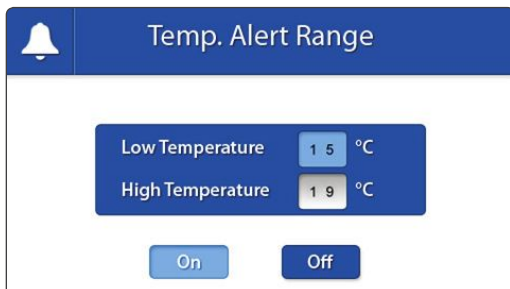 Temp. Alert Range
Low Temperature 15 °C
High Temperature 19 °C
On Off